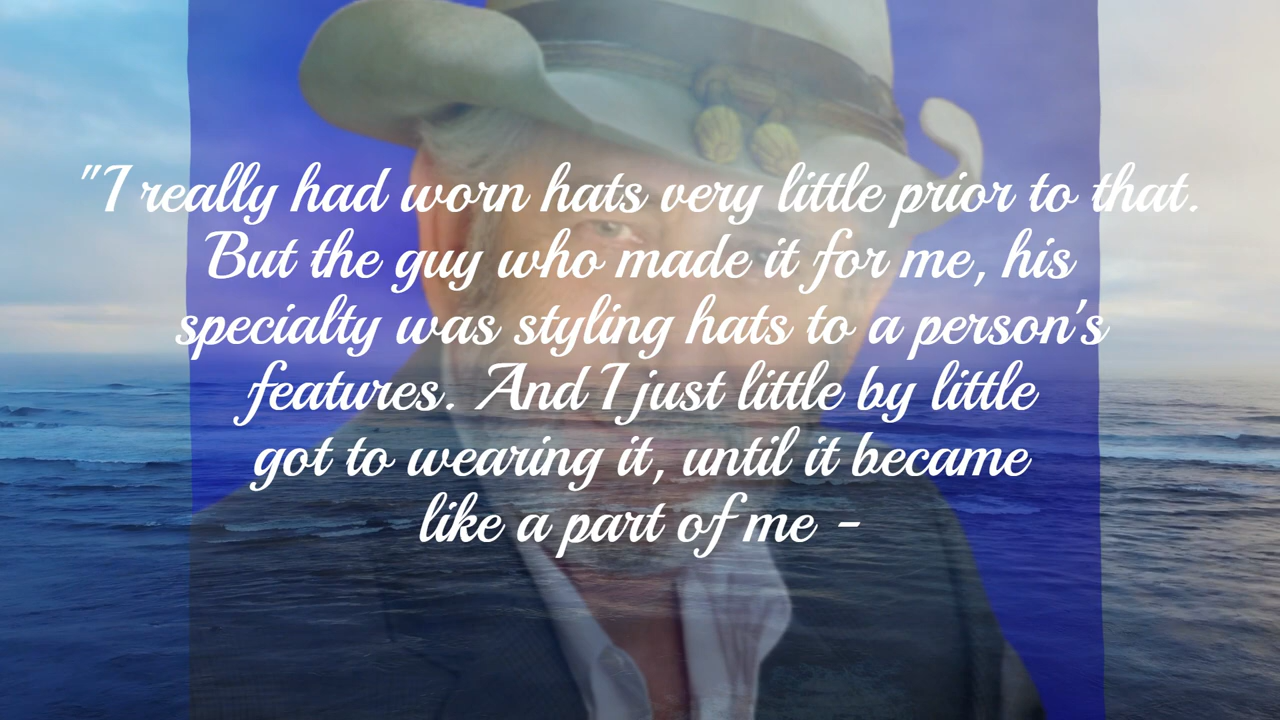 "I really had worn hats very little prior to that.
But the guy who made it for me, his
specialty was styling hats to a person's
features. And I just little by little
got to wearing it, until it became
like a part of me -